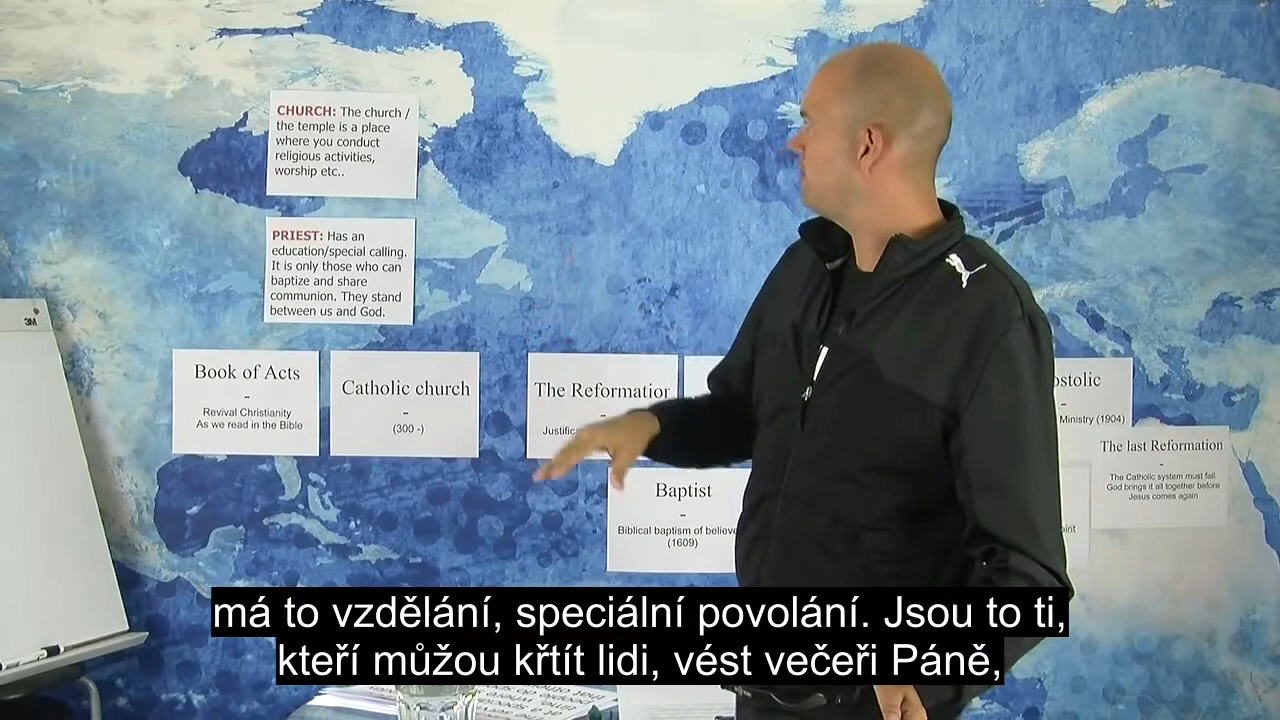 CHURCH: The church /
the temple is a place
where you conduct
religious activities,
worship etc..
PRIEST: Has an
education/special calling.
It is only those who can
baptize and share
communion. They stand
between us and God.
3M
Book of Acts
-
Revival Christianity
As we read in the Bible
Catholic church
-
(300 -)
The Reformation
-
Baptist
-
Biblical baptism of believe
(1609)
ostolic
-
Ministry (1904)
The last Reformation
-
The Catholic system must fall
God brings it all together before
Jesus comes again
má to vzdělání, speciální povolání. Jsou to ti,
kteří můžou křtít lidi, vést večeři Páně,